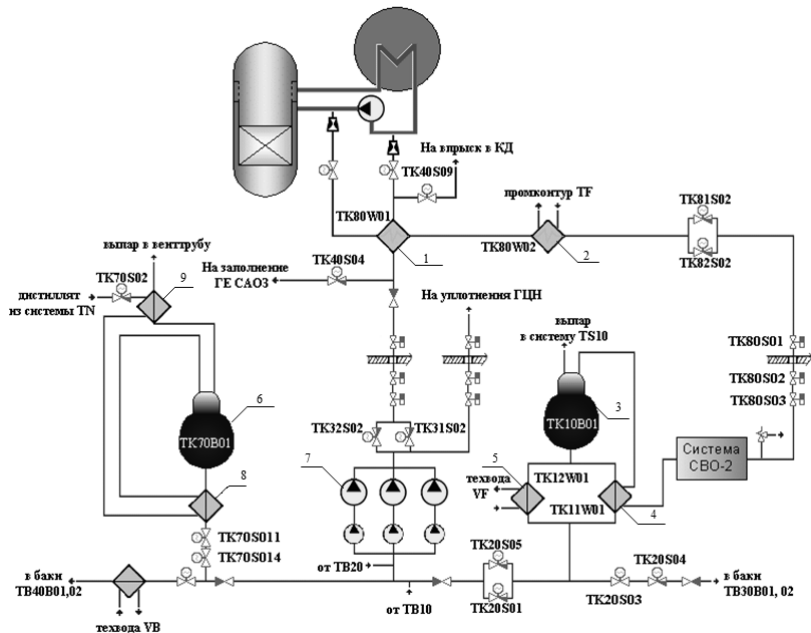 На впрыск в КД
TK40S09
промконтур TF
TK81S02
TK80W01
TK80W02
TK82S02
1
2
выпар в венттрубу
TK70S02
9
На заполнение
ГЕ САОЗ
TK40S04
дистиллят
из системы TN
На уплотнения ГЦН
выпар
в систему TS10
TK80S01
TK80S02
TK80S03
6
3
TK70B01
TK10B01
TK32S02
TK31S02
Система
СВО-2
7
5
TK12W01
техвода
VF
8
TK11W01
4
TK70S011
TK70S014
TK20S05
TK20S04
от TB20
в баки
TB40B01,02
в баки
TB30B01, 02
от TB10
TK20S01
TK20S03
техвода VB